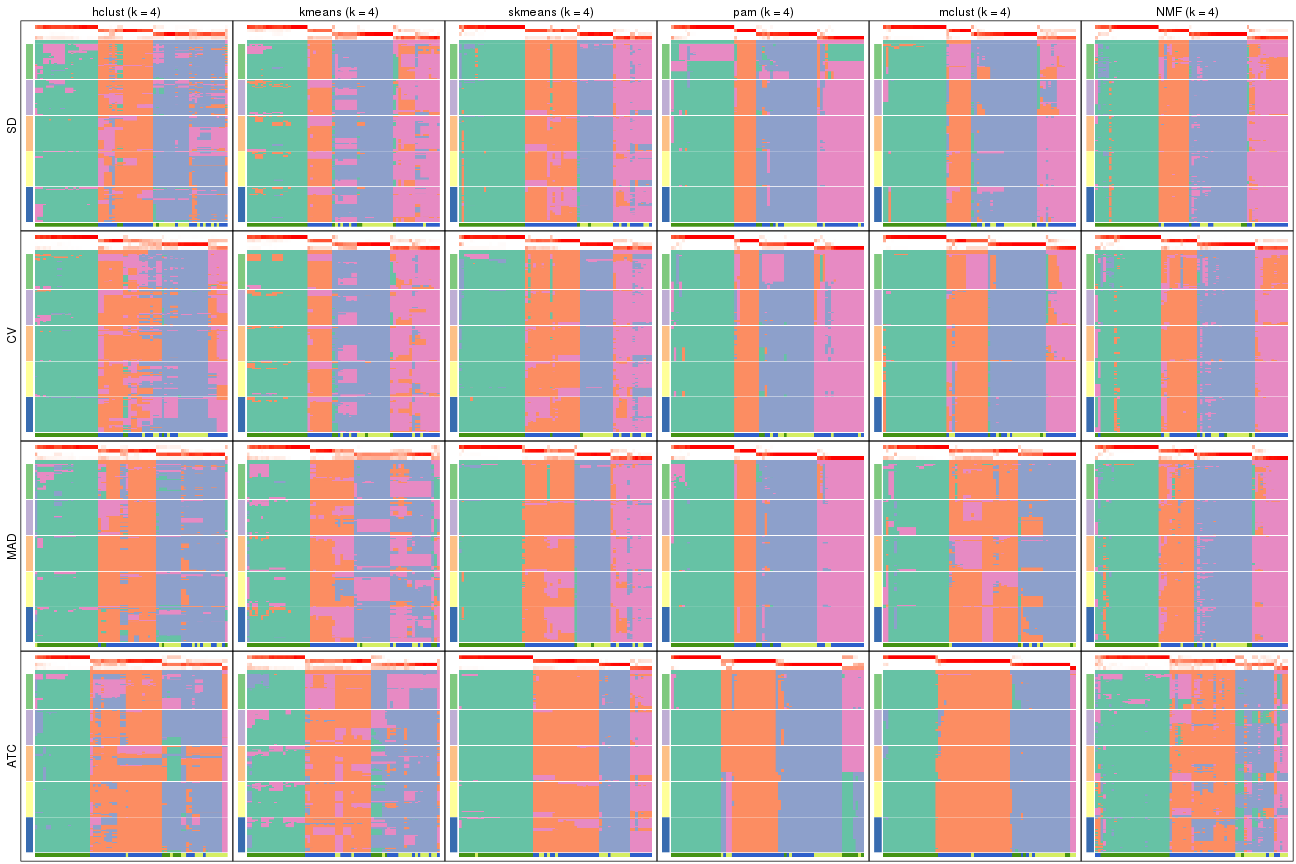 hclust (k = 4) kmeans (k = 4) skmeans (k = 4) pam (k = 4) mclust (k = 4) NMF (k = 4)
SD
CV
MAD
ATC